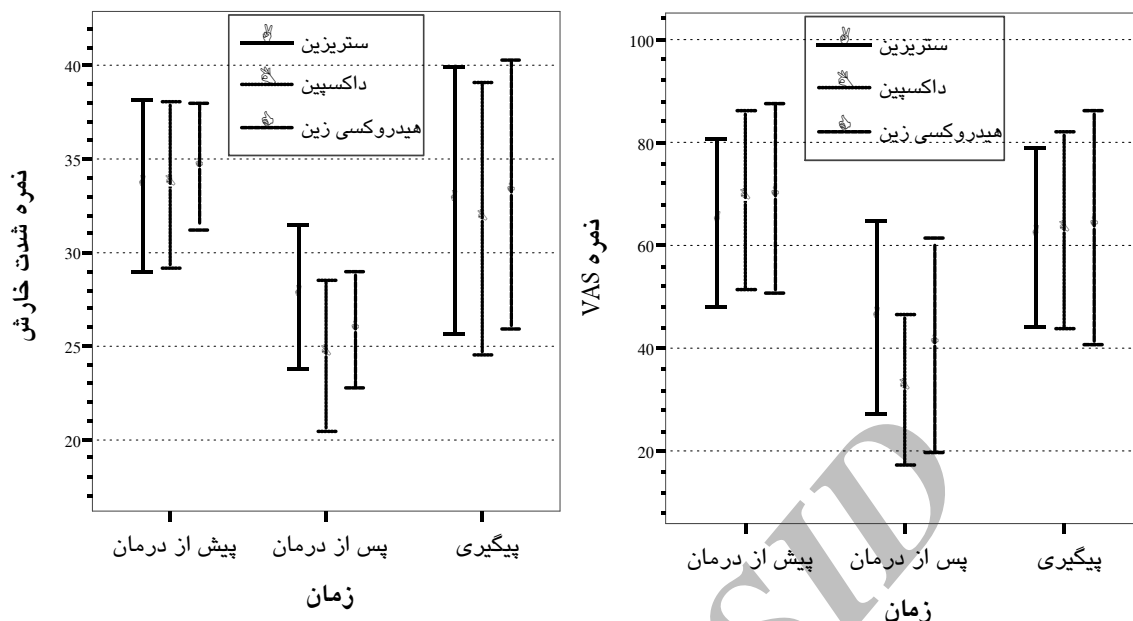 ستریزین
داکسپین
هیدروکسی زین
نمره شدت خارش
40
35
30
25
20
پیش از درمان
پس از درمان
پیگیری
زمان
ستریزین
داکسپین
هیدروکسی زین
نمره VAS
100
80
60
40
20
پیش از درمان
پس از درمان
پیگیری
زمان
SID